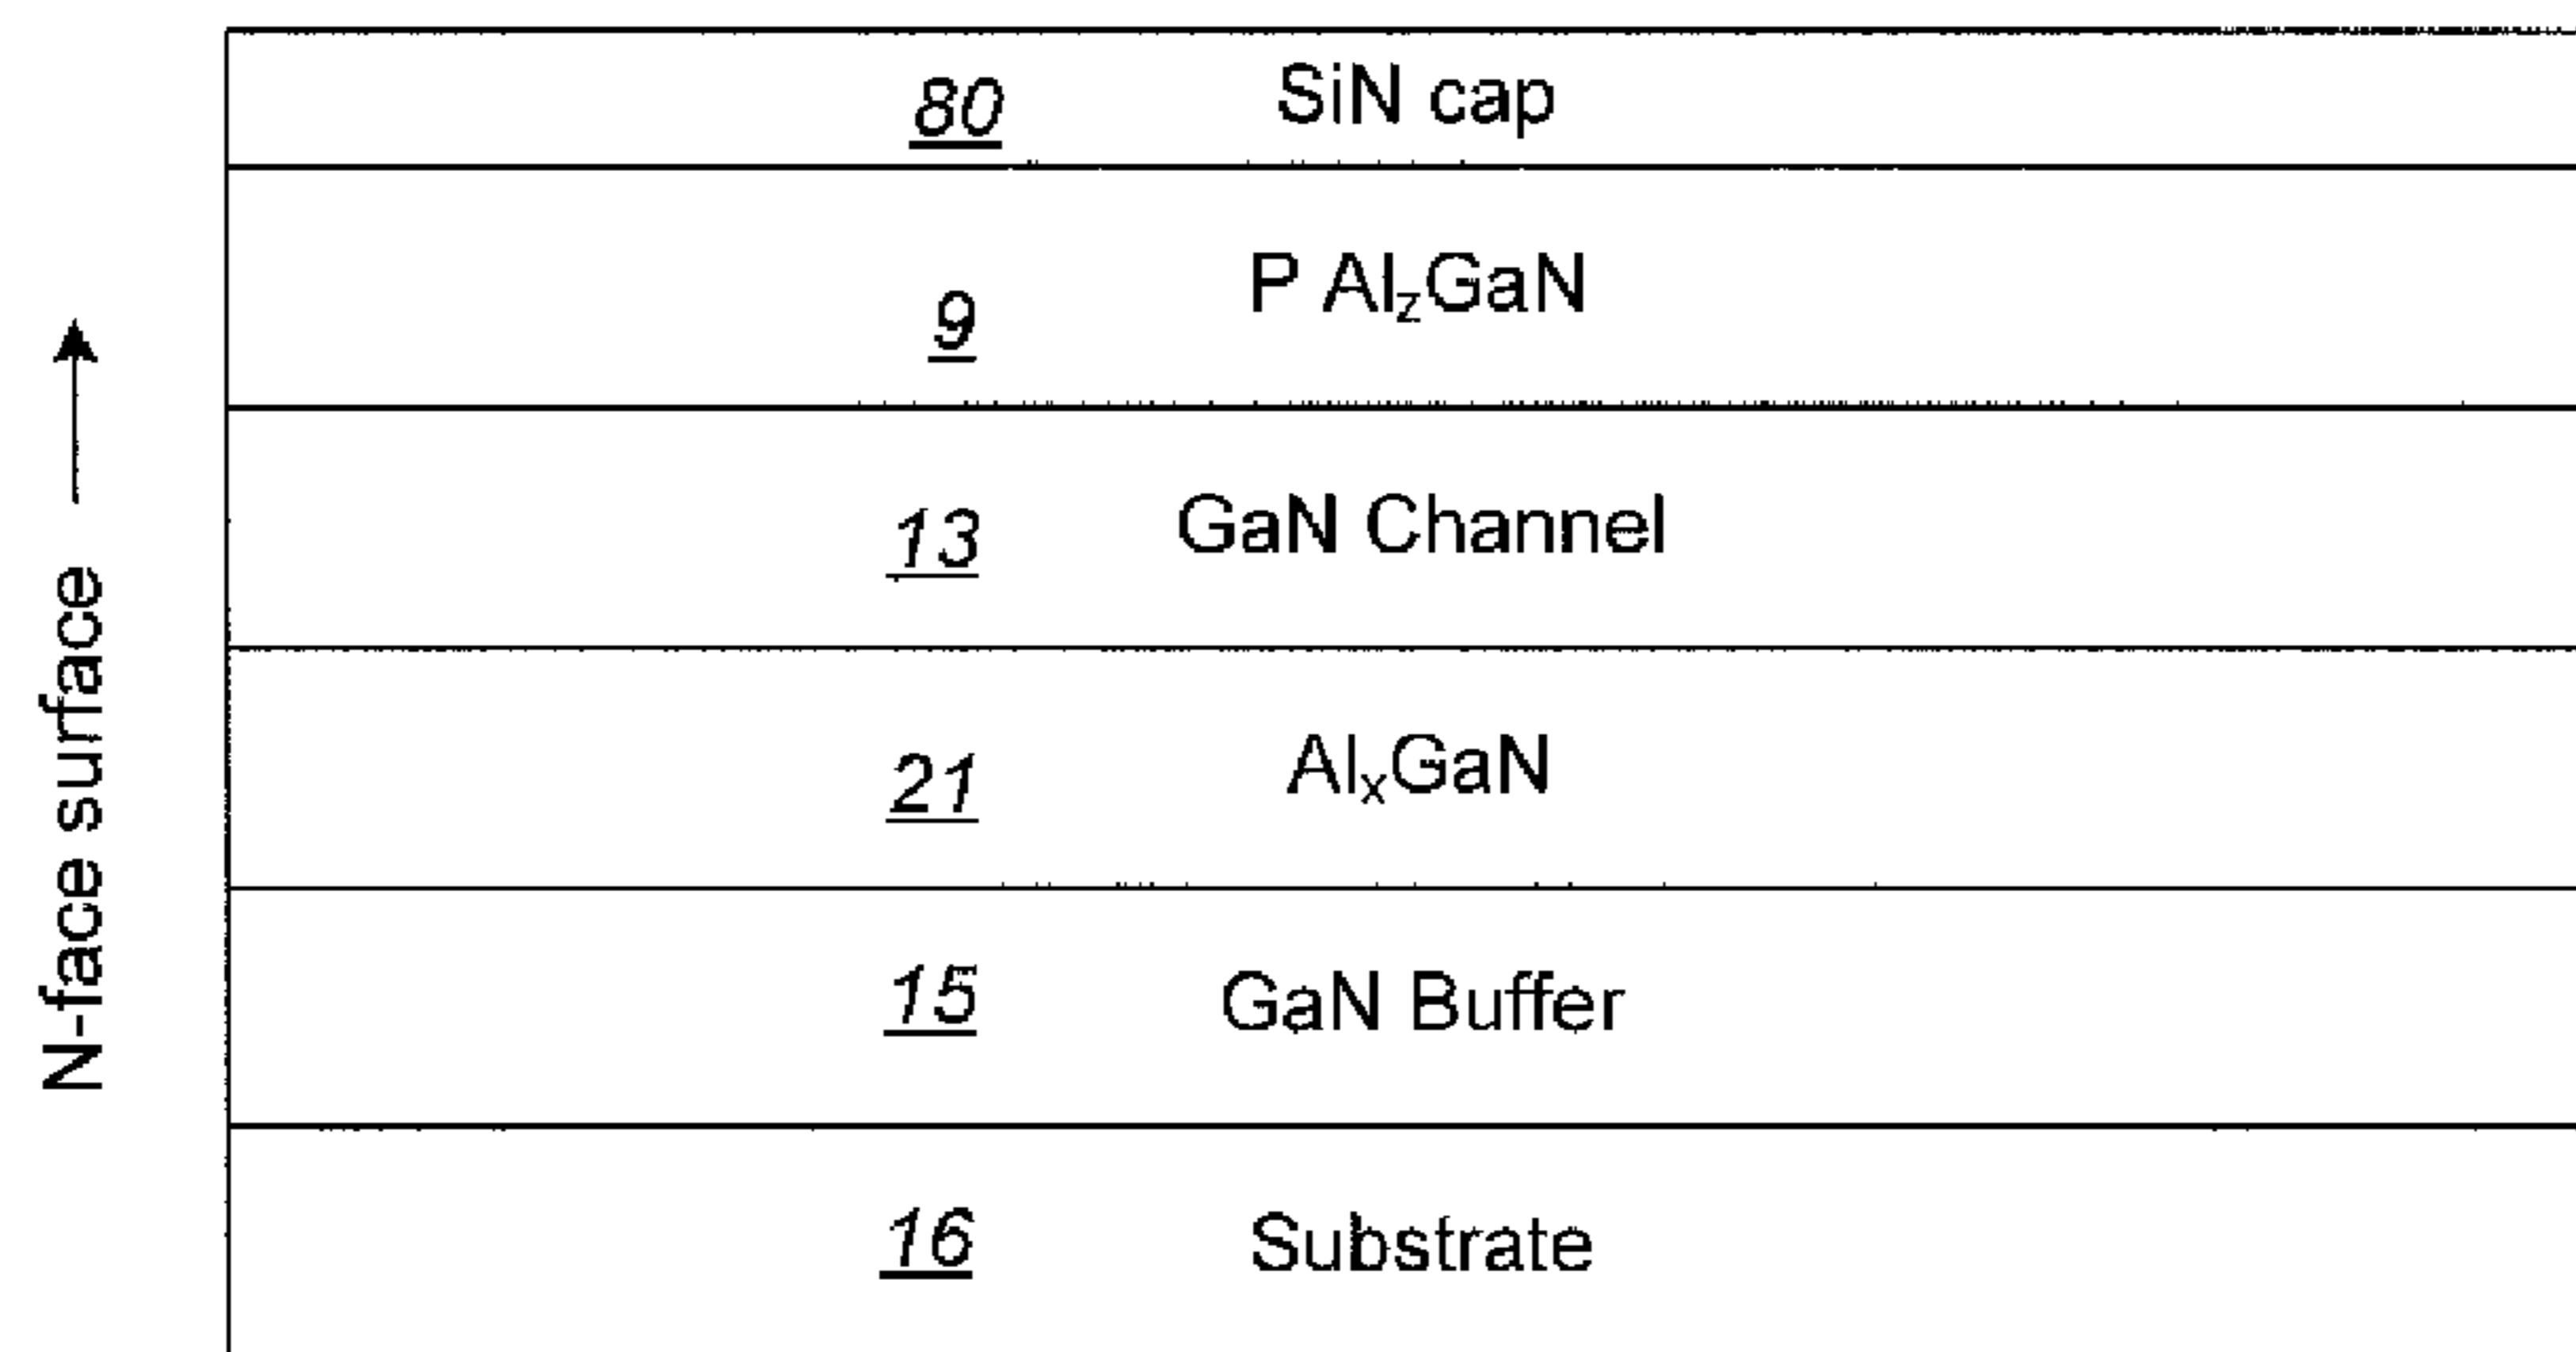 80 SiN cap
9 P AlzGaN
13 GaN Channel
21 AlxGaN
15 GaN Buffer
16 Substrate
N-face surface